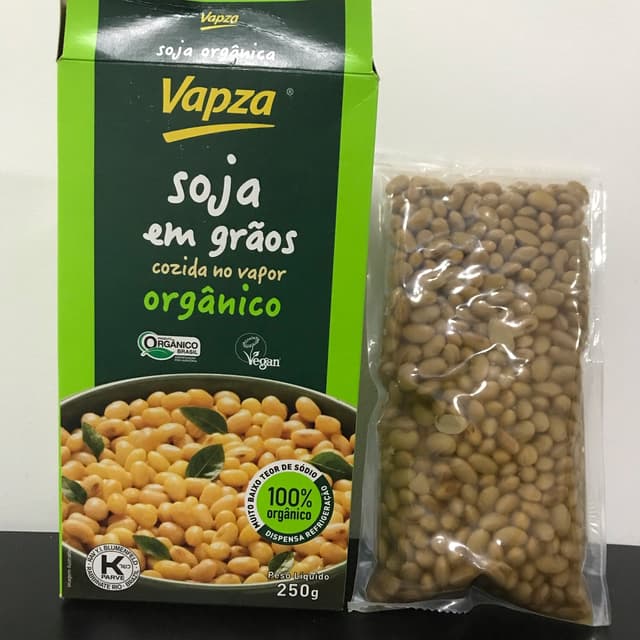 Vapza
soja orgânica
Vapza®
soja
em grãos
cozida no vapor
orgânico
PRODUTO
ORGÂNICO
BRASIL
Vegan
MUITO BAIXO TEOR DE SÓDIO
100%
orgânico
DISPENSA REFRIGERAÇÃO
K
PARVE
Peso Líquido
250g